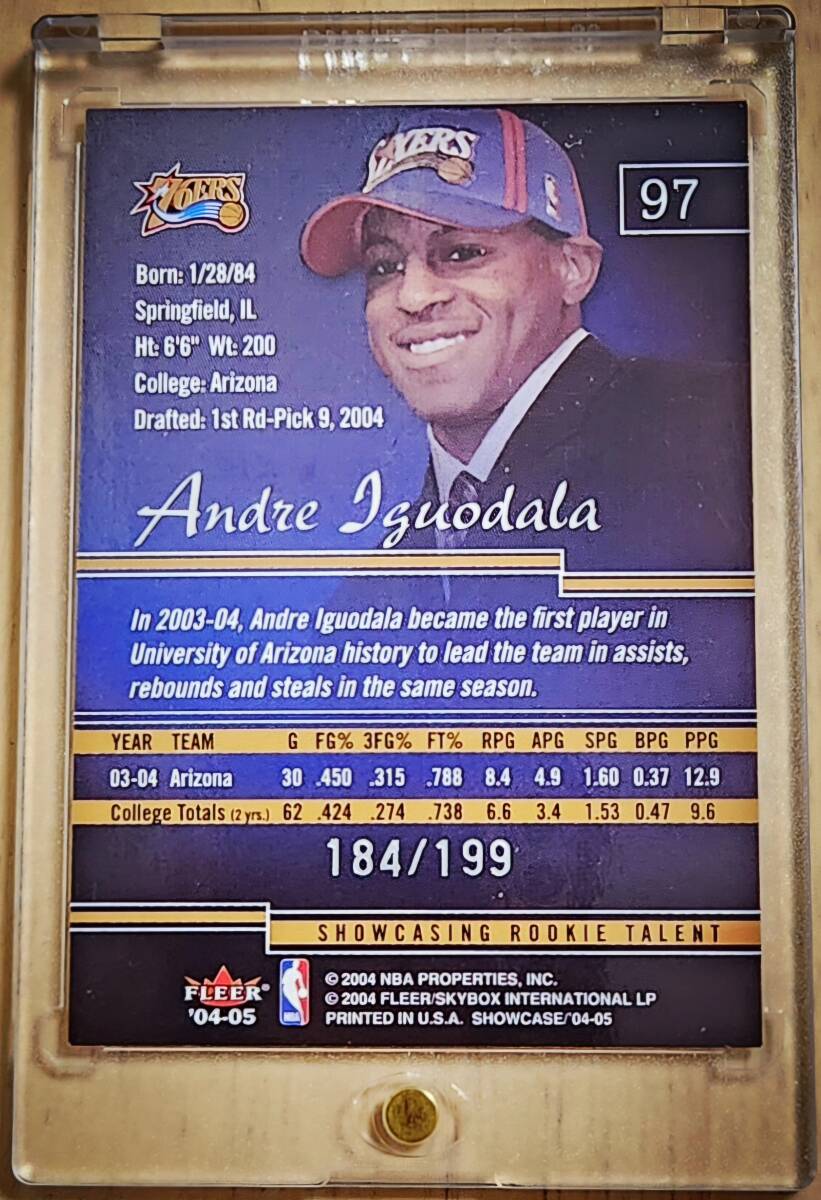 SIXERS
76ERS
97
Born: 1/28/84
Springfield, IL
Ht: 6'6" Wt: 200
College: Arizona
Drafted: 1st Rd-Pick 9, 2004
Andre Iguodala
In 2003-04, Andre Iguodala became the first player in
University of Arizona history to lead the team in assists,
rebounds and steals in the same season.
YEAR TEAM G FG% 3FG% FT% RPG APG SPG BPG PPG
03-04 Arizona 30 .450 .315 .788 8.4 4.9 1.60 0.37 12.9
College Totals (2 yrs.) 62 .424 .274 .738 6.6 3.4 1.53 0.47 9.6
184/199
SHOWCASING ROOKIE TALENT
FLEER®
'04-05
NBA
© 2004 NBA PROPERTIES, INC.
© 2004 FLEER/SKYBOX INTERNATIONAL LP
PRINTED IN U.S.A. SHOWCASE/'04-05